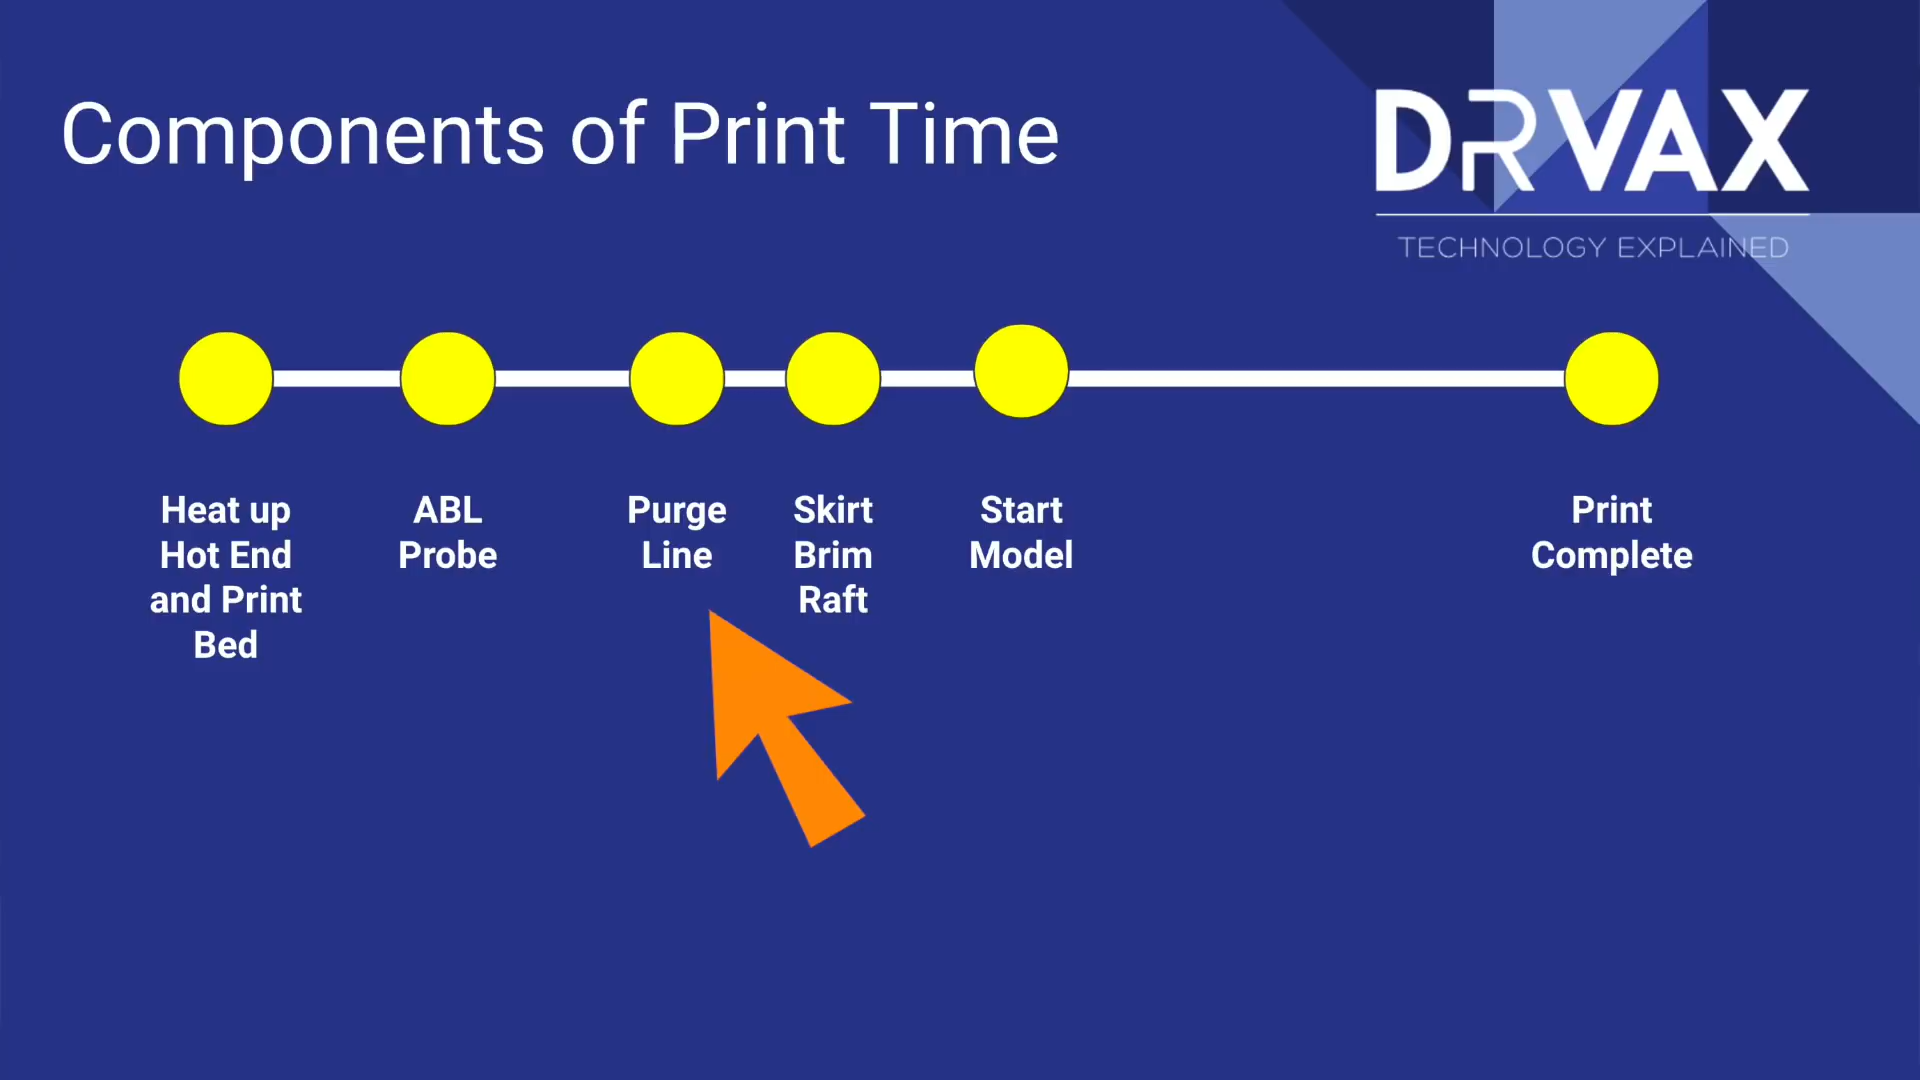 Components of Print Time
DRVAX
TECHNOLOGY EXPLAINED
Heat up
Hot End
and Print
Bed
ABL
Probe
Purge
Line
Skirt
Brim
Raft
Start
Model
Print
Complete